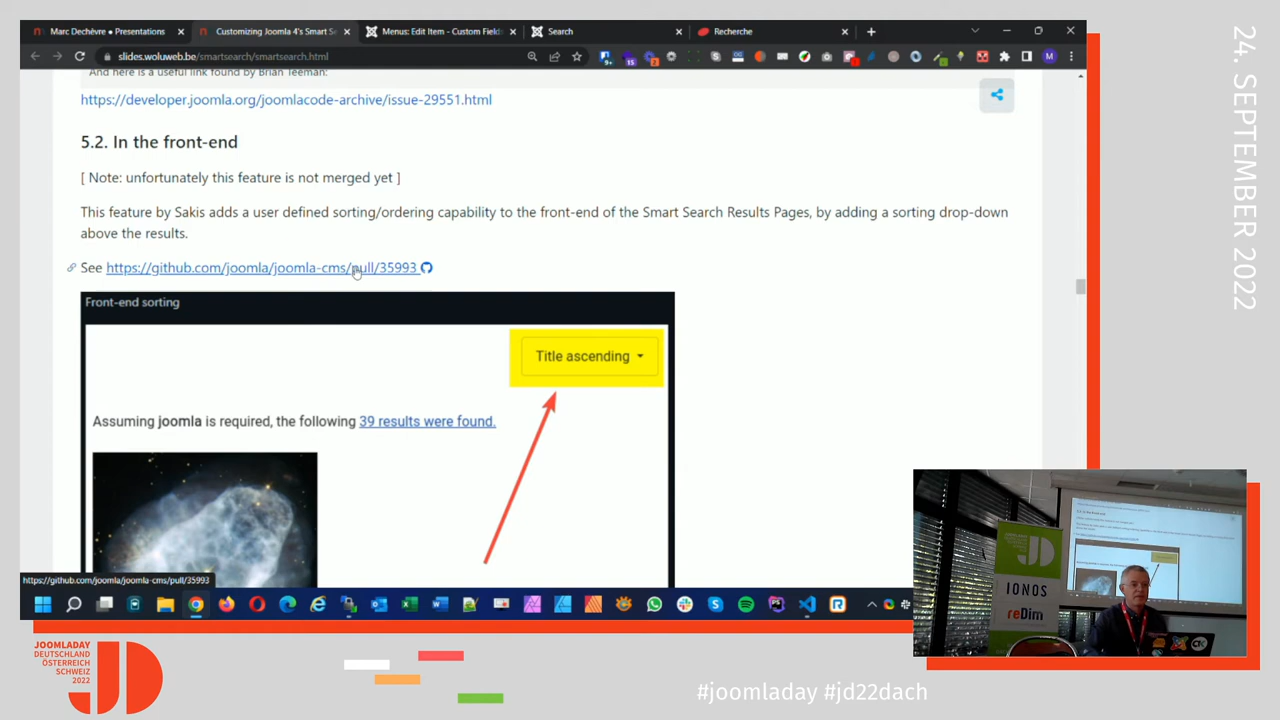 Marc Dechèvre • Presentations
Customizing Joomla 4's Smart Se
Menus: Edit Item - Custom Field
Search
Recherche
slides.woluweb.be/smartsearch/smartsearch.html
And here is a useful link found by Brian Teeman:
https://developer.joomla.org/joomlacode-archive/issue-29551.html
5.2. In the front-end
[ Note: unfortunately this feature is not merged yet ]
This feature by Sakis adds a user defined sorting/ordering capability to the front-end of the Smart Search Results Pages, by adding a sorting drop-down
above the results.
See https://github.com/joomla/joomla-cms/pull/35993
Front-end sorting
Title ascending
Assuming joomla is required, the following 39 results were found.
https://github.com/joomla/joomla-cms/pull/35993
24. SEPTEMBER 2022
JD
IONOS
reDim
JOOMLADAY
DEUTSCHLAND
ÖSTERREICH
SCHWEIZ
2022
JD
#joomladay #jd22dach